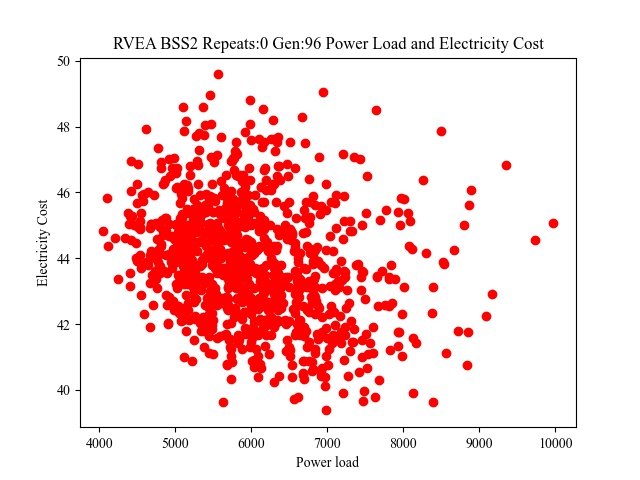 RVEA BSS2 Repeats:0 Gen:96 Power Load and Electricity Cost
50
48
46
44
42
40
Electricity Cost
4000 5000 6000 7000 8000 9000 10000
Power load